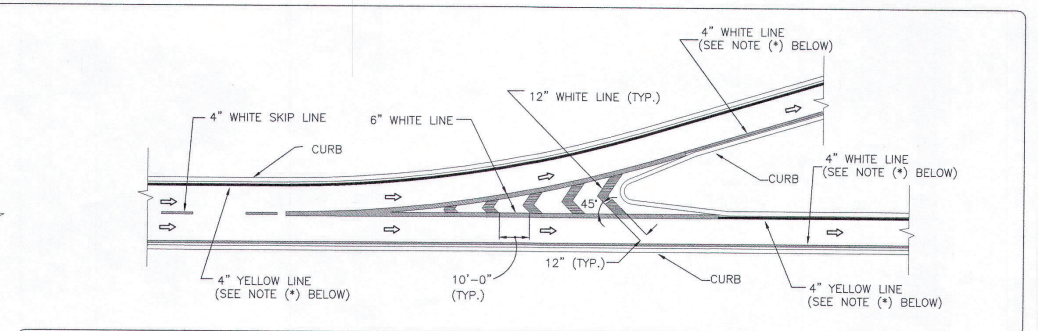 4" WHITE LINE
(SEE NOTE (*) BELOW)
12" WHITE LINE (TYP.)
4" WHITE SKIP LINE
6" WHITE LINE
CURB
4" WHITE LINE
(SEE NOTE (*) BELOW)
CURB
45°
12" (TYP.)
10'-0"
(TYP.)
CURB
4" YELLOW LINE
(SEE NOTE (*) BELOW)
4" YELLOW LINE
(SEE NOTE (*) BELOW)